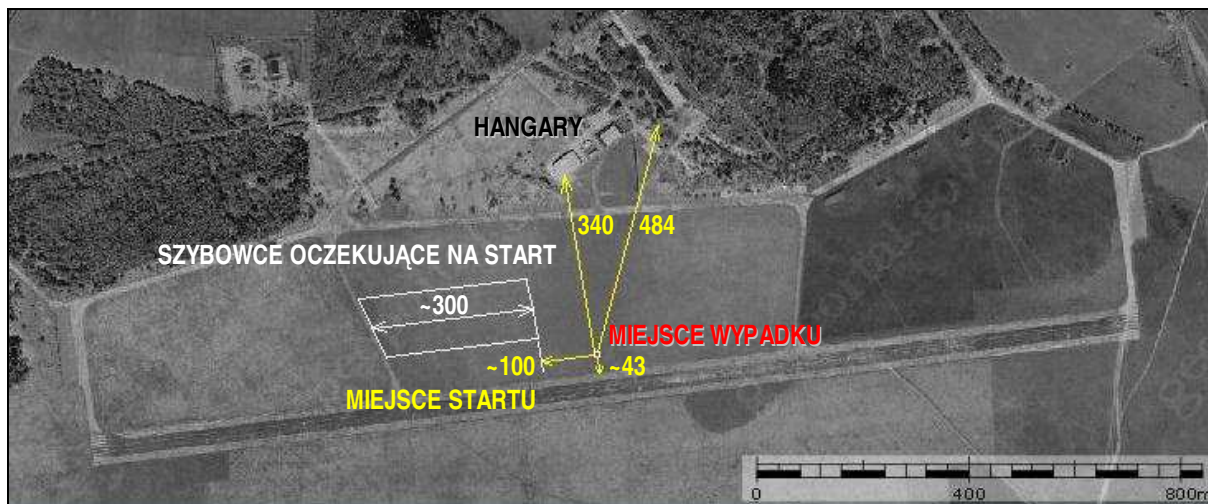 HANGARY
340
484
SZYBOWCE OCZEKUJĄCE NA START
~300
MIEJSCE WYPADKU
~100
~43
MIEJSCE STARTU
0
400
800m